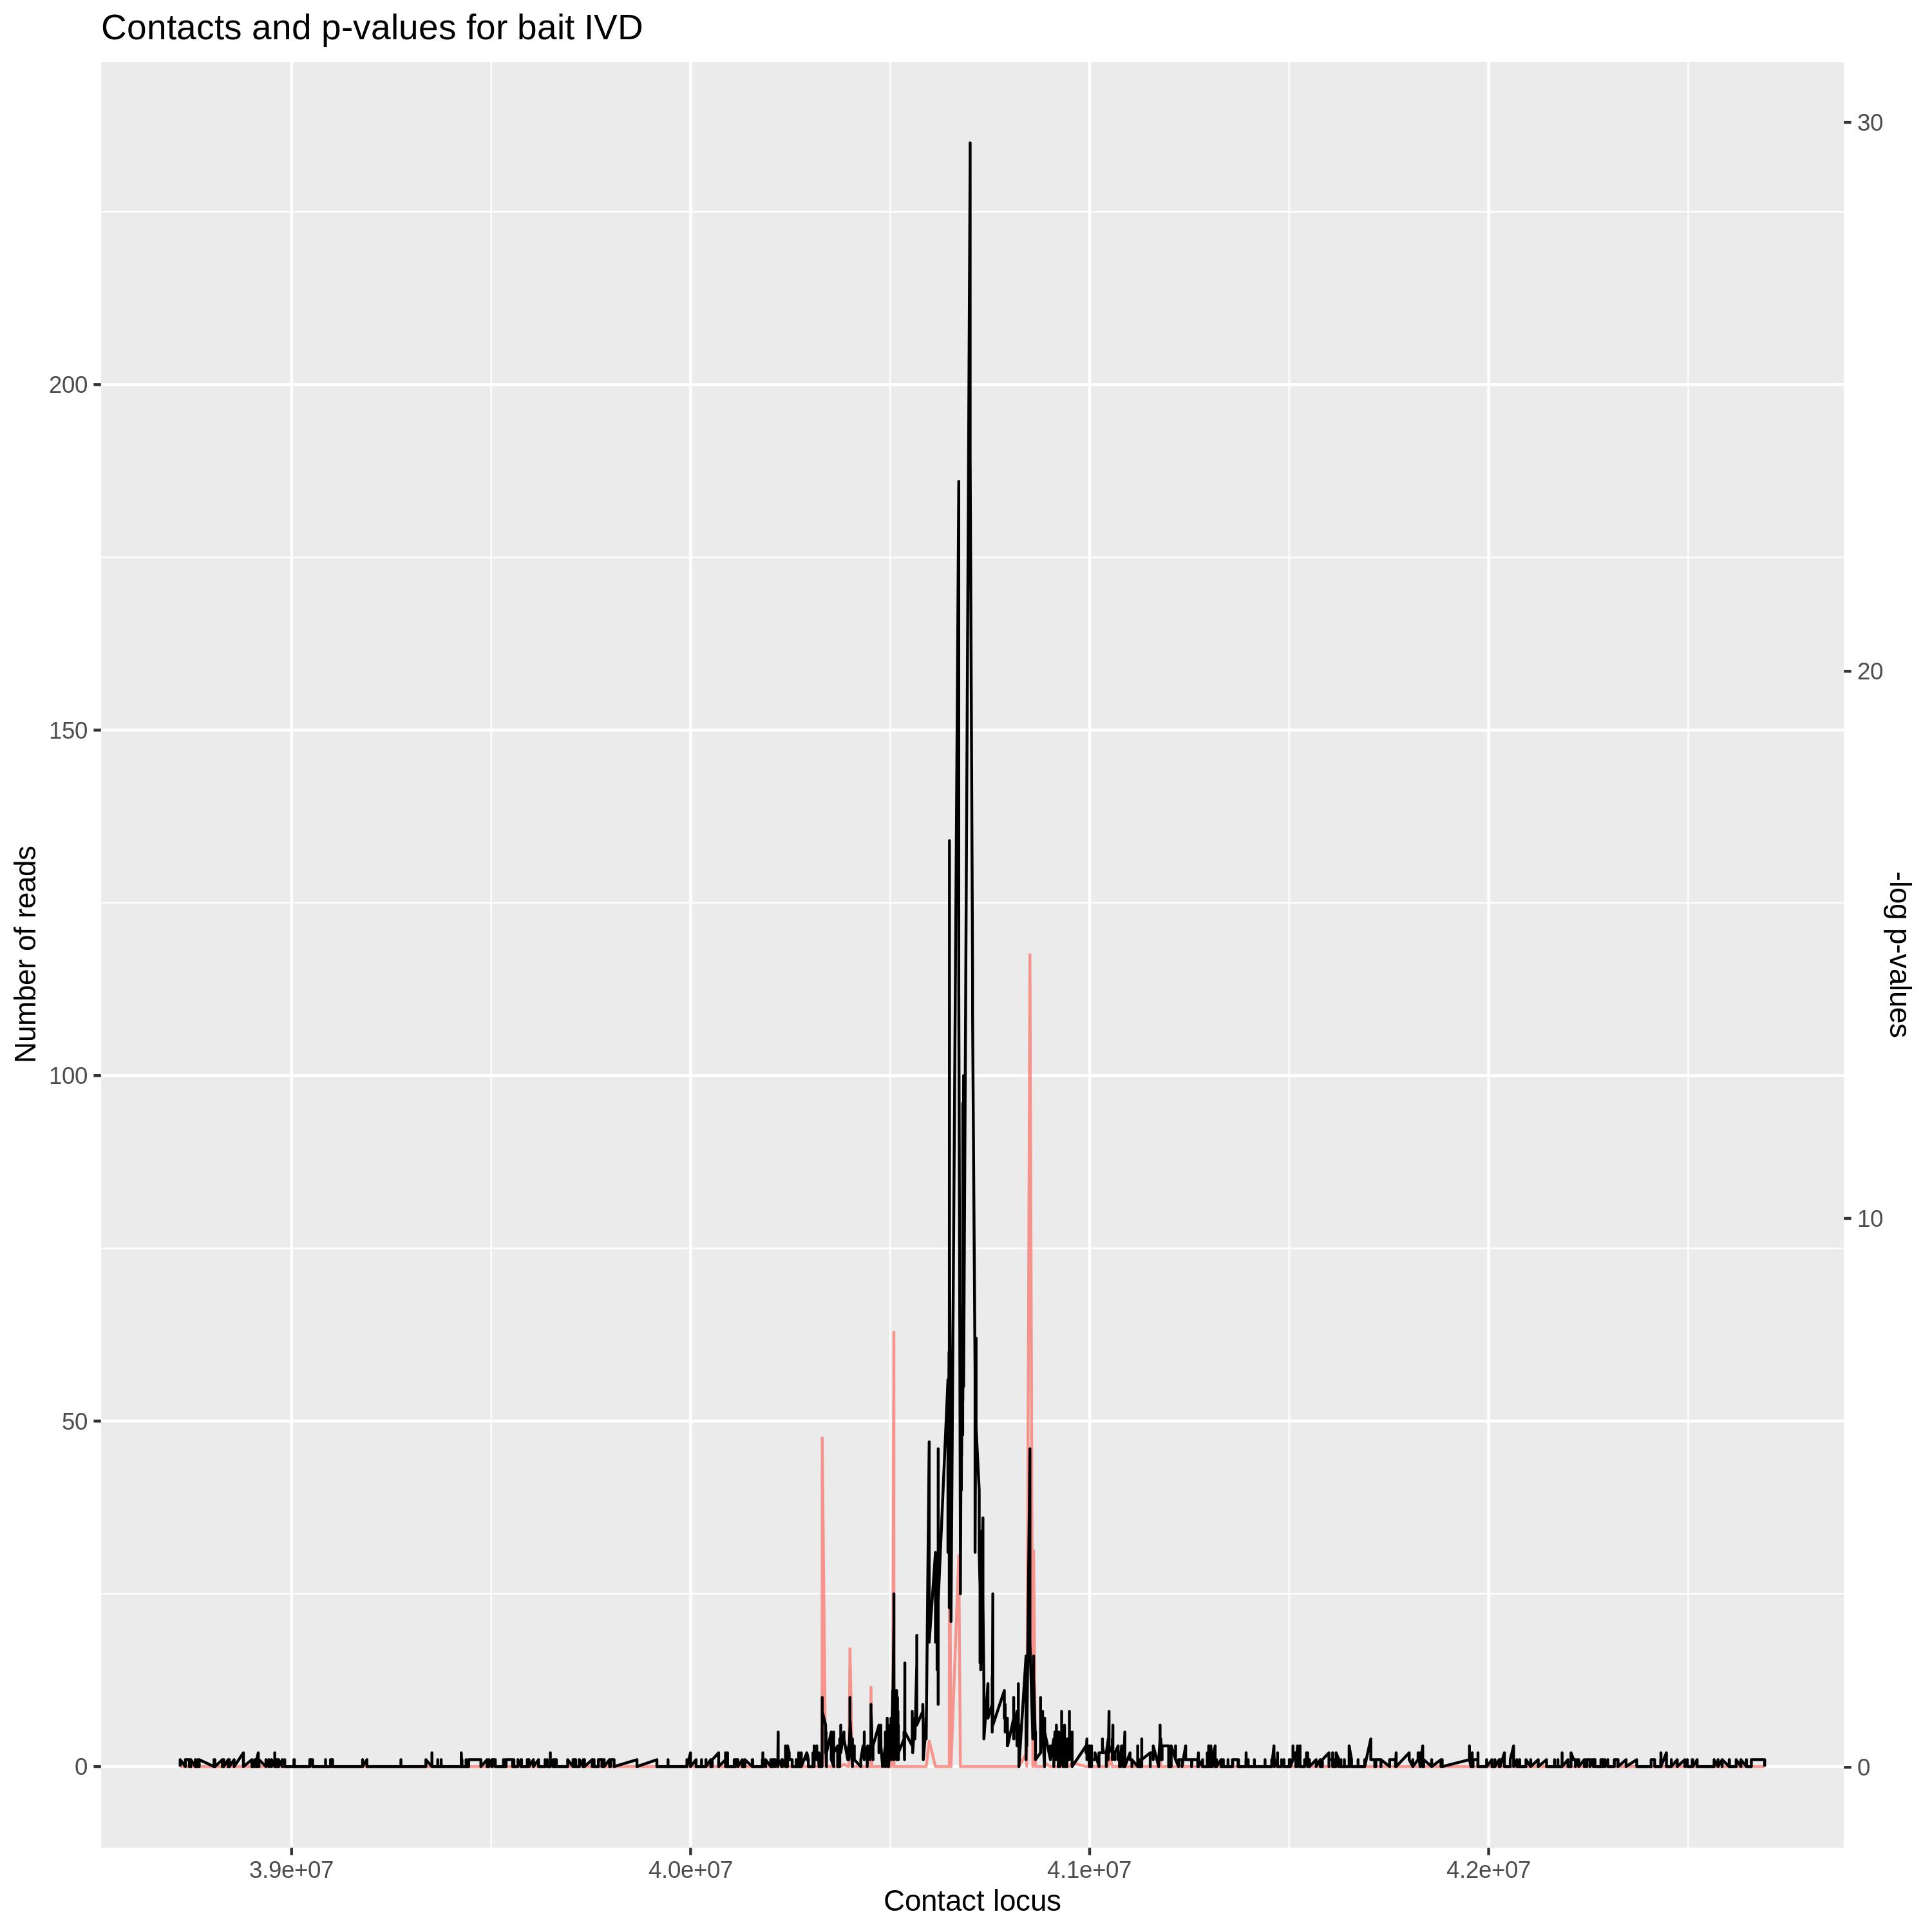 Contacts and p-values for bait IVD
Number of reads
200
150
100
50
0
30
20
10
0
-log p-values
3.9e+07
4.0e+07
4.1e+07
4.2e+07
Contact locus